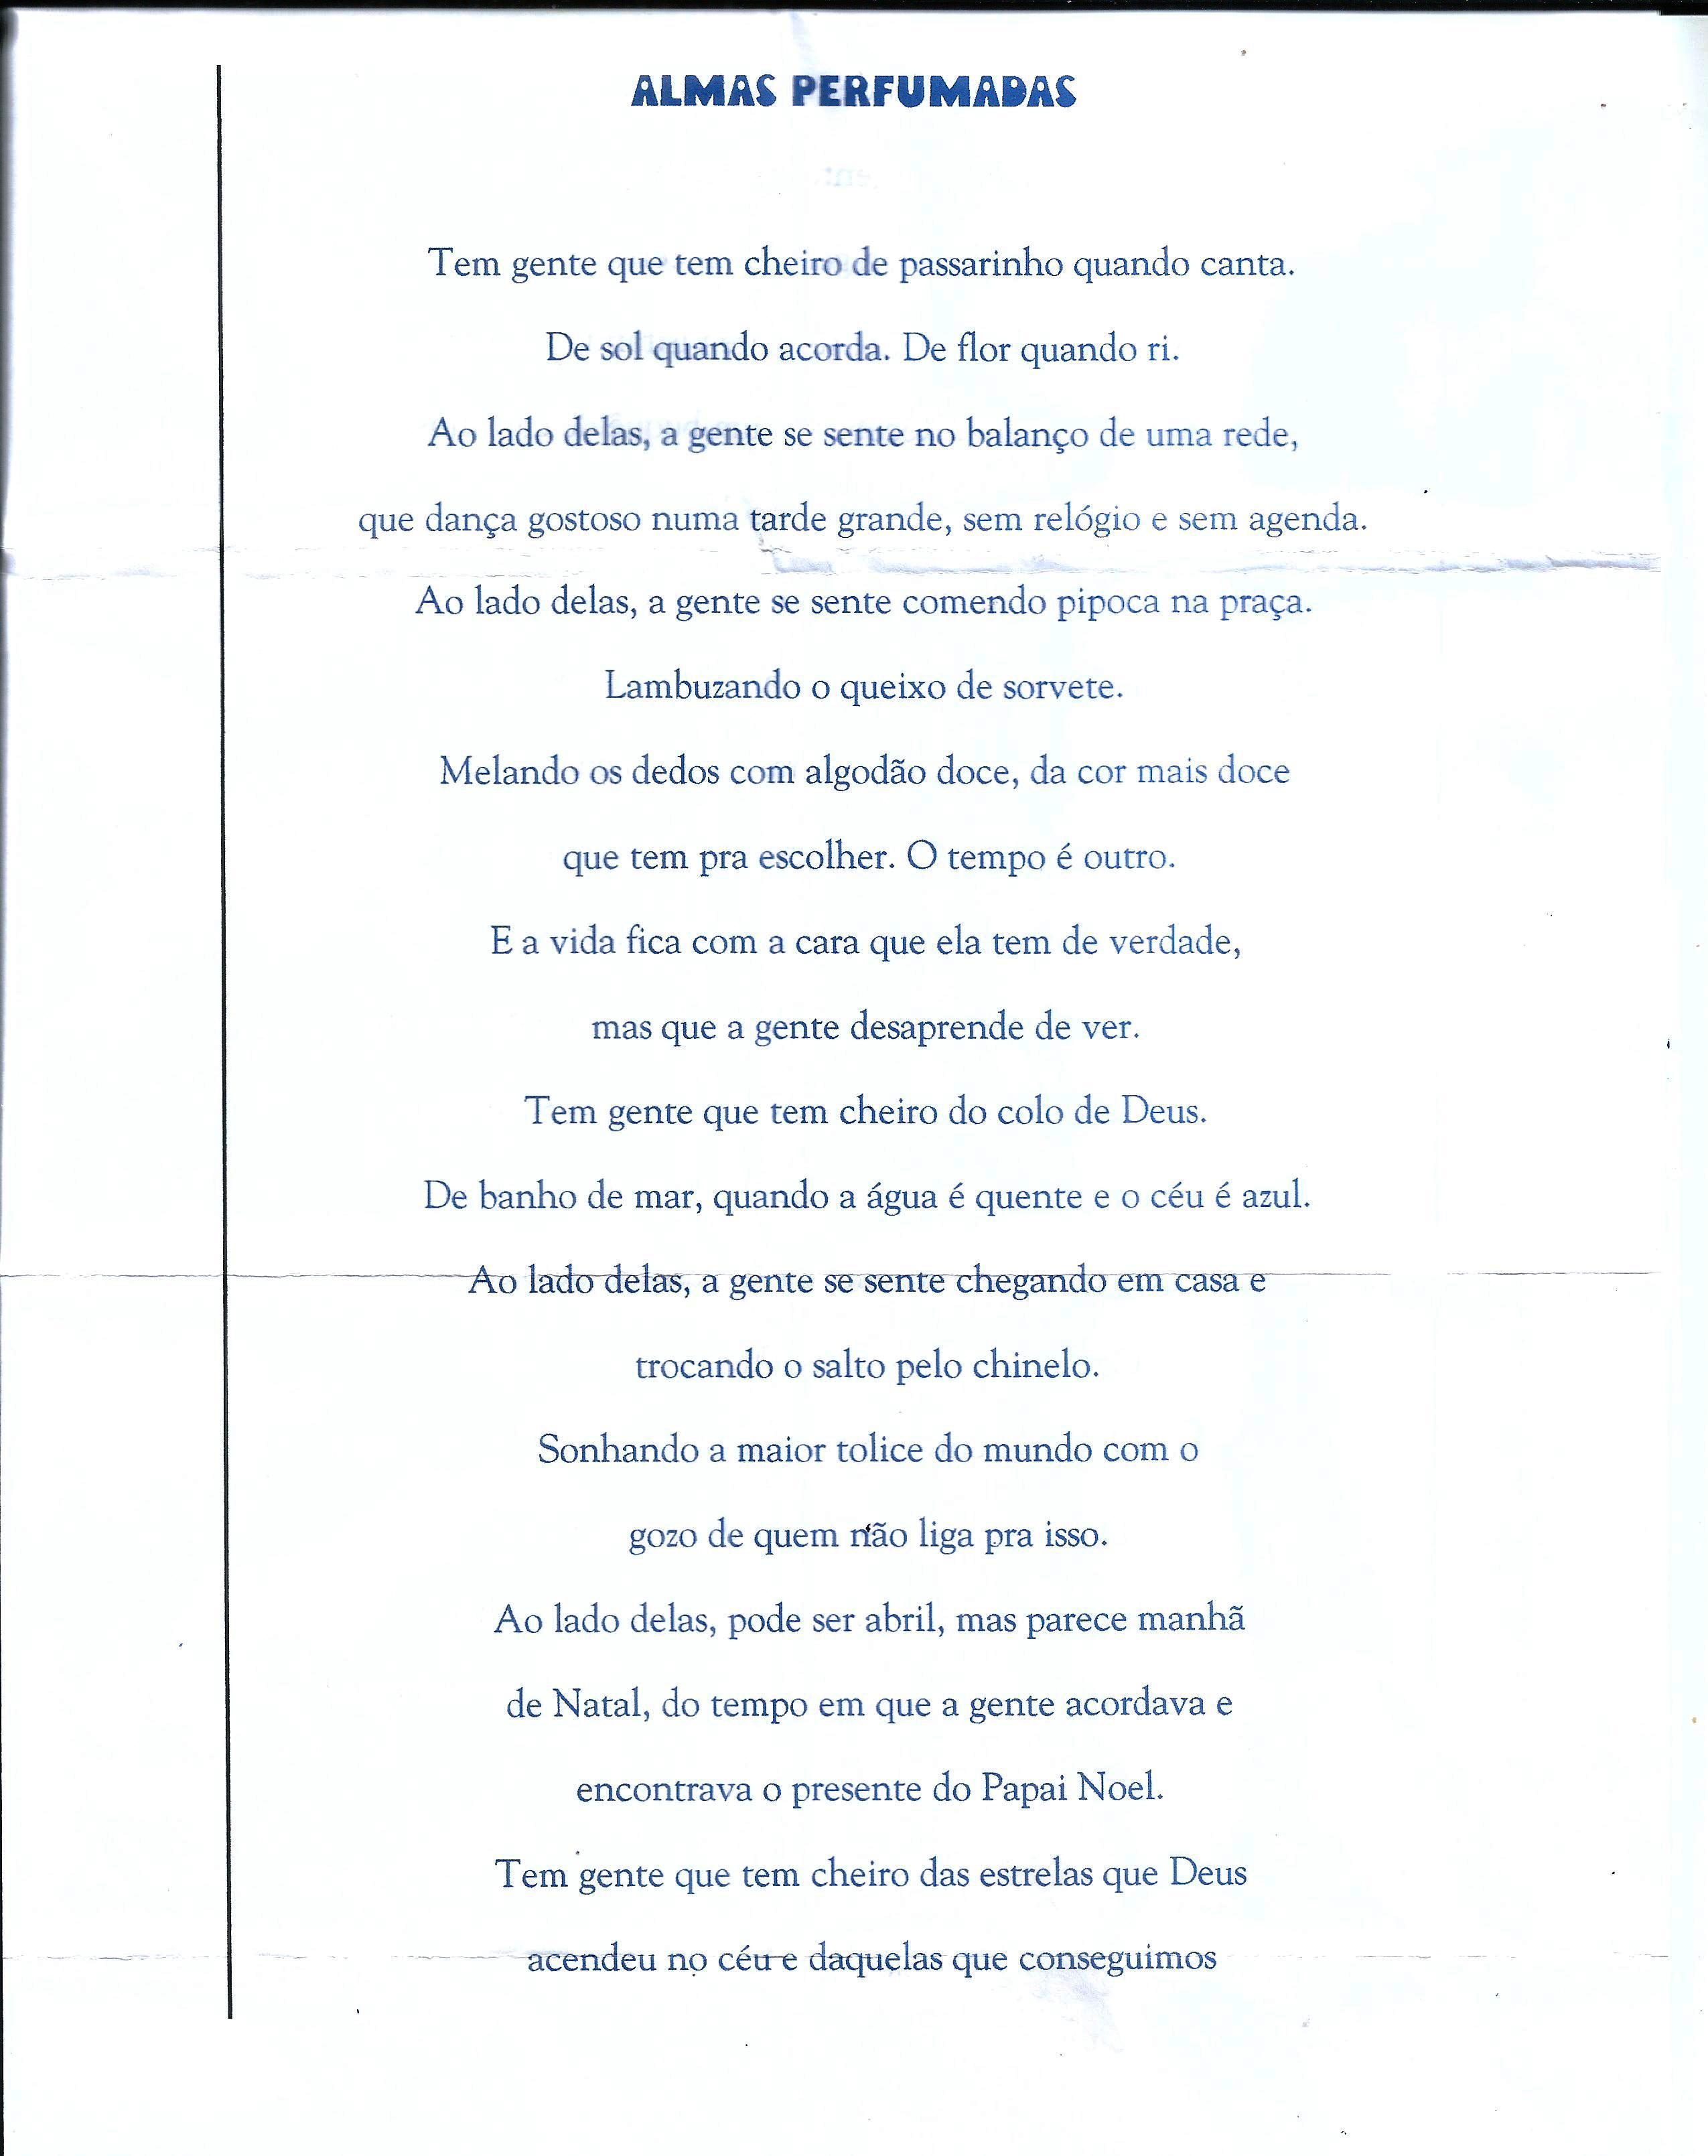 ALMAS PERFUMADAS
Tem gente que tem cheiro de passarinho quando canta.
De sol quando acorda. De flor quando ri.
Ao lado delas, a gente se sente no balanço de uma rede,
que dança gostoso numa tarde grande, sem relógio e sem agenda.
Ao lado delas, a gente se sente comendo pipoca na praça.
Lambuzando o queixo de sorvete.
Melando os dedos com algodão doce, da cor mais doce
que tem pra escolher. O tempo é outro.
E a vida fica com a cara que ela tem de verdade,
mas que a gente desaprende de ver.
Tem gente que tem cheiro do colo de Deus.
De banho de mar, quando a água é quente e o céu é azul.
Ao lado delas, a gente se sente chegando em casa e
trocando o salto pelo chinelo.
Sonhando a maior tolice do mundo com o
gozo de quem não liga pra isso.
Ao lado delas, pode ser abril, mas parece manhã
de Natal, do tempo em que a gente acordava e
encontrava o presente do Papai Noel.
Tem gente que tem cheiro das estrelas que Deus
acendeu no céu e daquelas que conseguimos